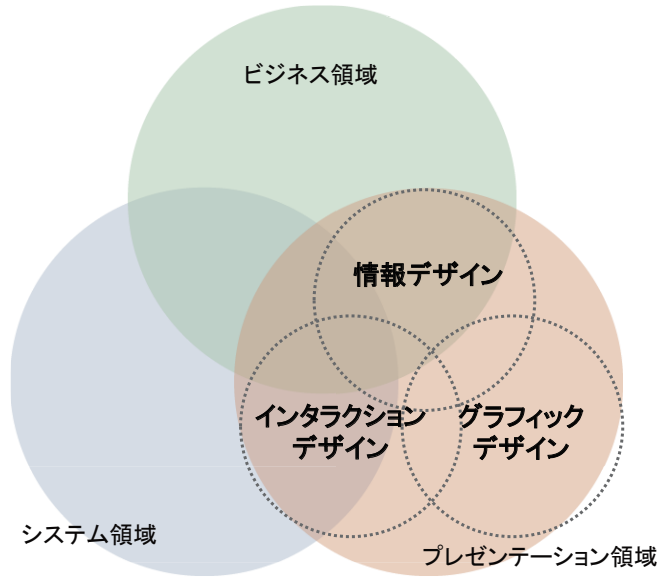 ビジネス領域
情報デザイン
インタラクション
デザイン
グラフィック
デザイン
システム領域
プレゼンテーション領域